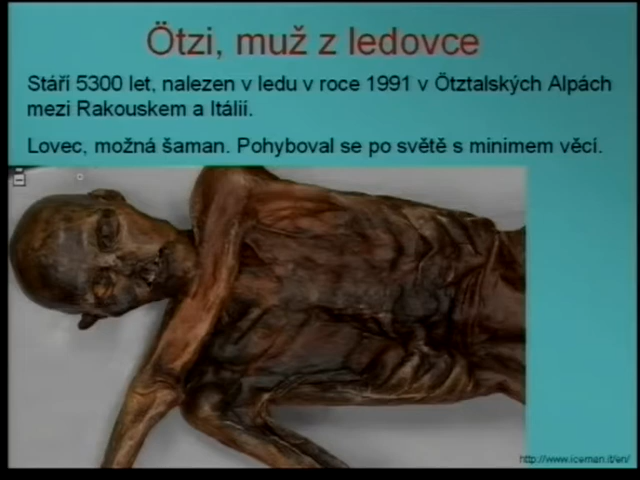 Ötzi, muž z ledovce
Stáří 5300 let, nalezen v ledu v roce 1991 v Ötztalských Alpách
mezi Rakouskem a Itálií.
Lovec, možná šaman. Pohyboval se po světě s minimem věcí.
http://www.iceman.it/en/